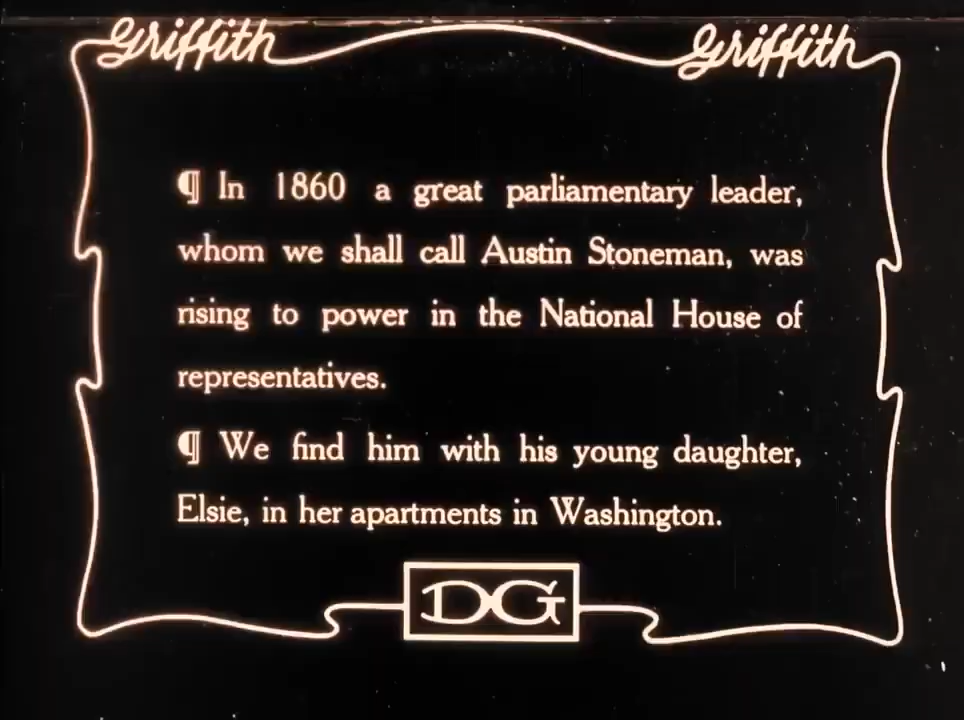 Griffith Griffith
¶ In 1860 a great parliamentary leader,
whom we shall call Austin Stoneman, was
rising to power in the National House of
representatives.
¶ We find him with his young daughter,
Elsie, in her apartments in Washington.
DG